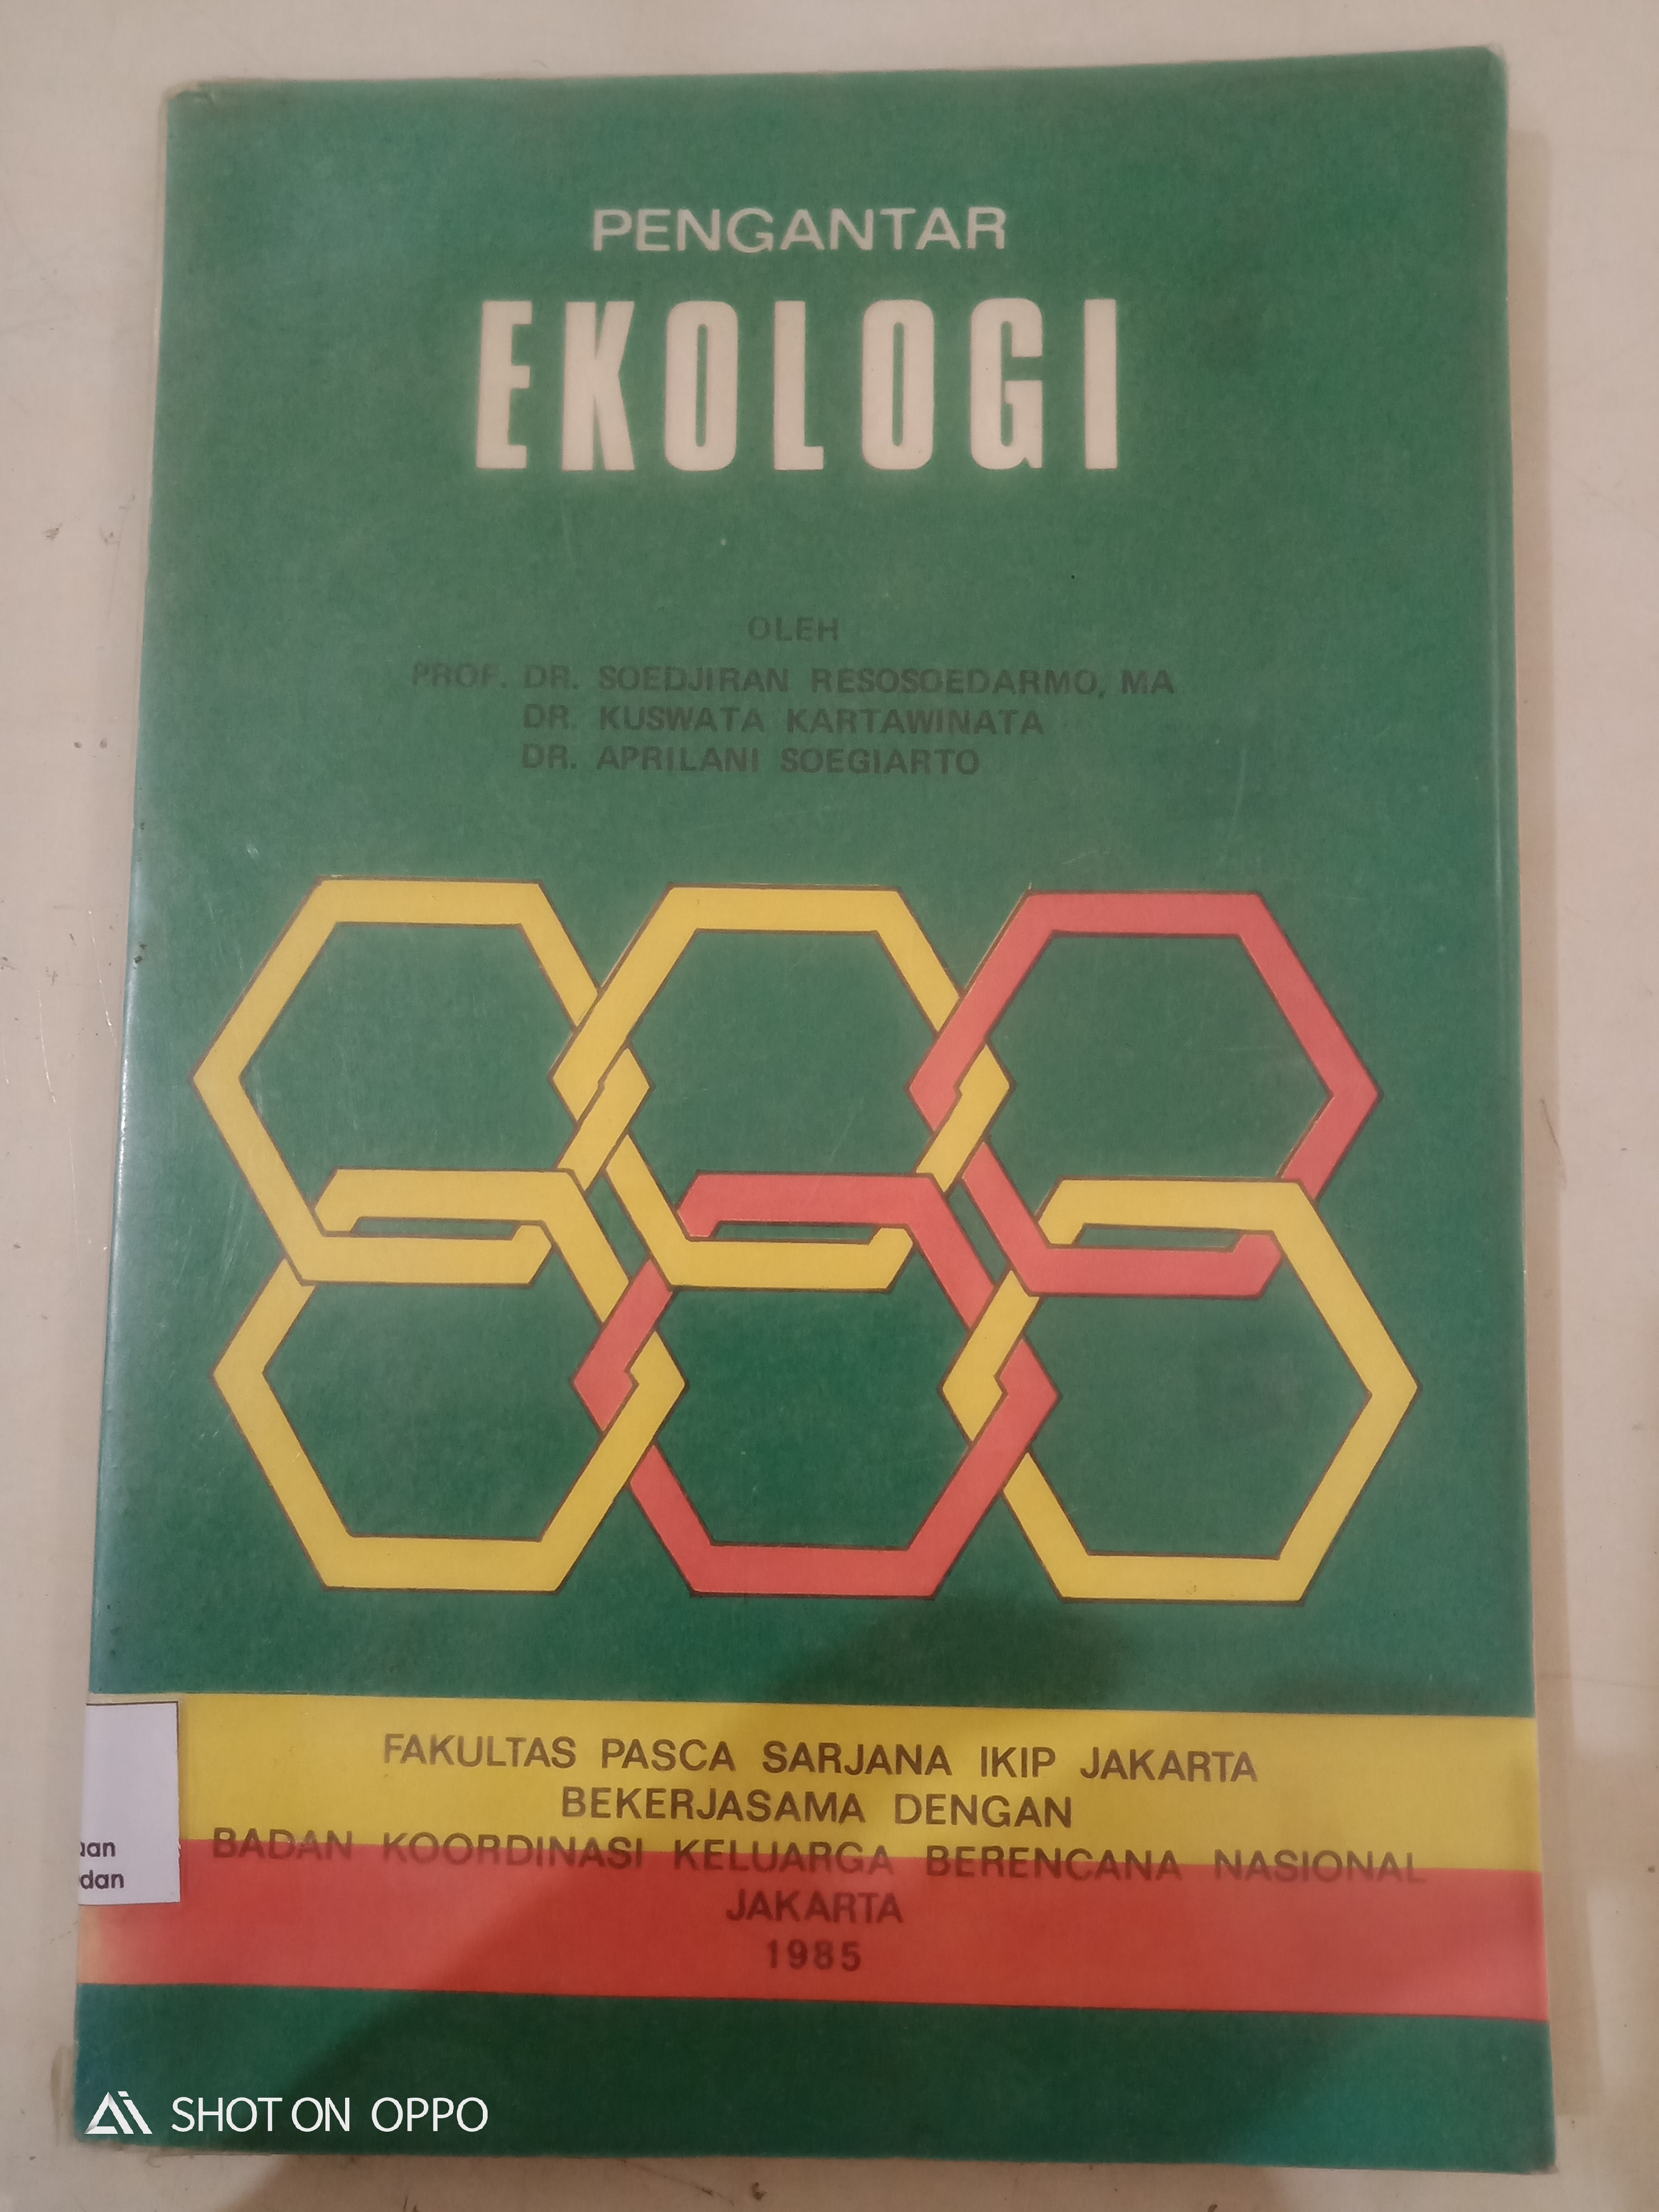 PENGANTAR
EKOLOGI
OLEH
PROF. DR. SOEDJIRAN RESOSOEDARMO, MA
DR. KUSWATA KARTAWINATA
DR. APRILANI SOEGIARTO
FAKULTAS PASCA SARJANA IKIP JAKARTA
BEKERJASAMA DENGAN
BADAN KOORDINASI KELUARGA BERENCANA NASIONAL
JAKARTA
1985
SHOT ON OPPO